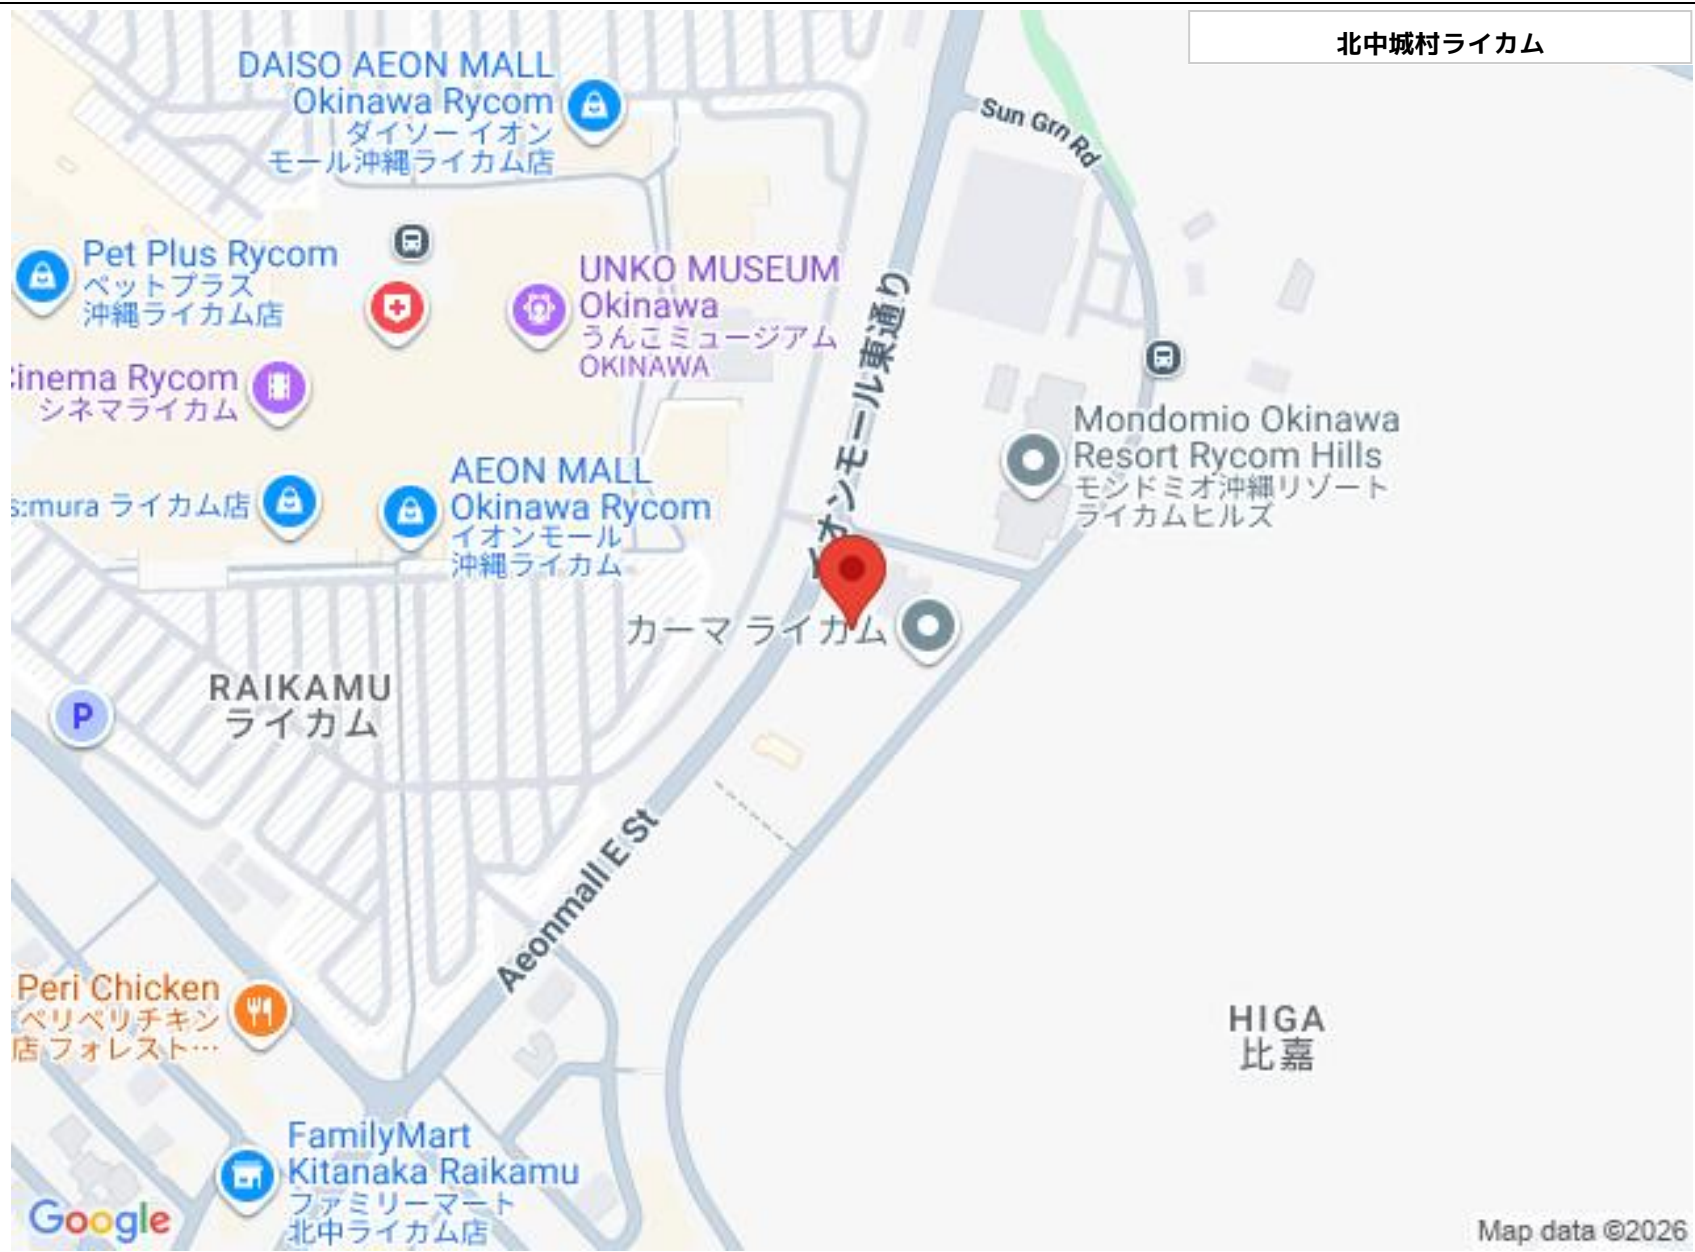 北中城村ライカム
DAISO AEON MALL
Okinawa Rycom
ダイソー イオン
モール沖縄ライカム店
Sun Grn Rd
Pet Plus Rycom
ペットプラス
沖縄ライカム店
UNKO MUSEUM
Okinawa
うんこミュージアム
OKINAWA
イオンモール東通り
Cinema Rycom
シネマライカム
Mondomio Okinawa
Resort Rycom Hills
モンドミオ沖縄リゾート
ライカムヒルズ
s:mura ライカム店
AEON MALL
Okinawa Rycom
イオンモール
沖縄ライカム
カーマ ライカム
RAIKAMU
ライカム
P
Aeonmall E St
Peri Chicken
ペリペリチキン
店 フォレスト…
HIGA
比嘉
FamilyMart
Kitanaka Raikamu
ファミリーマート
北中ライカム店
Google
Map data ©2026